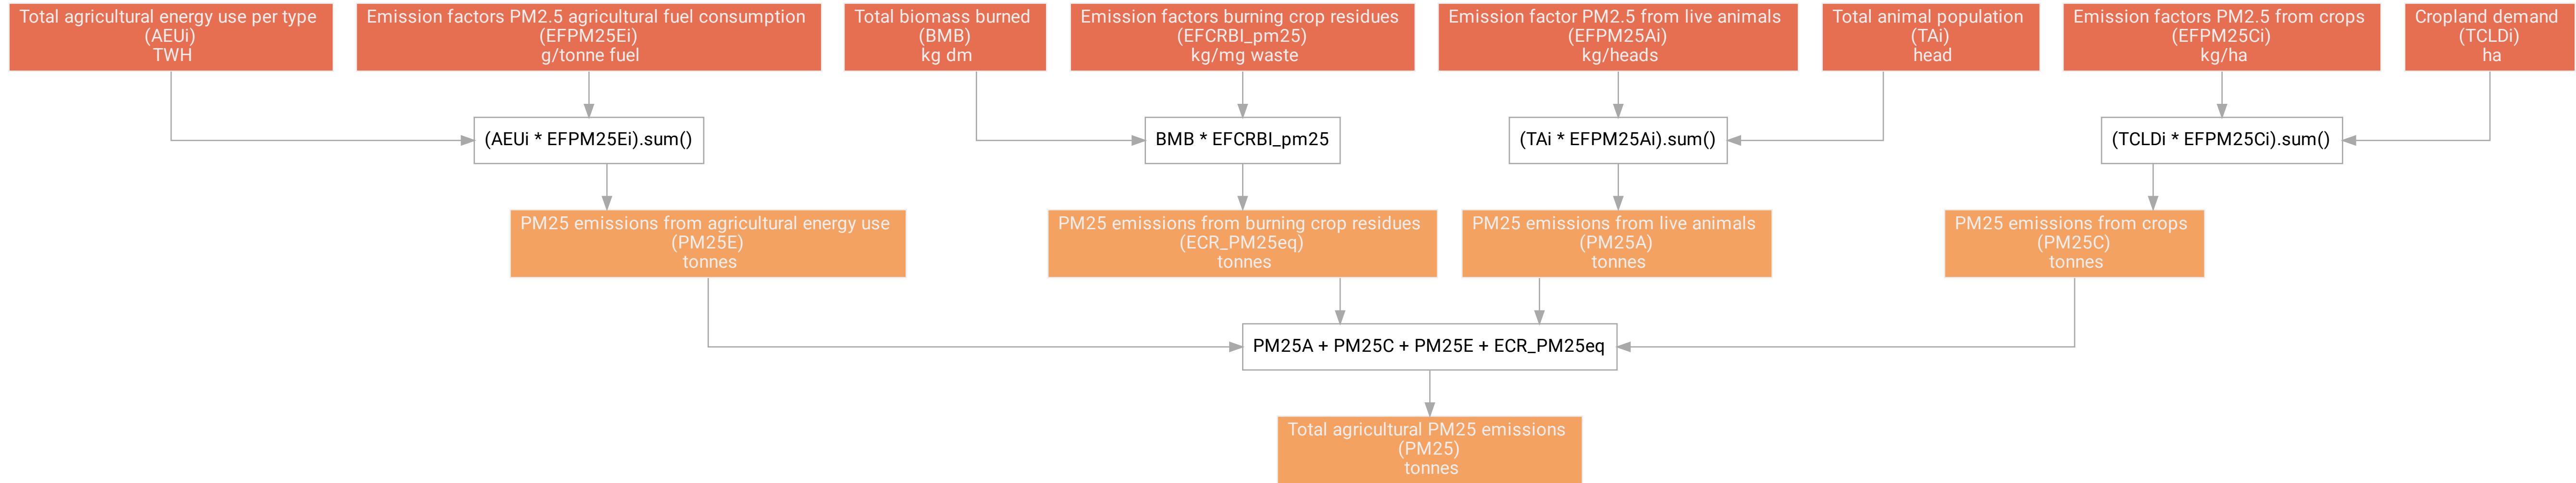 Total agricultural energy use per type
(AEUi)
TWH
Emission factors PM2.5 agricultural fuel consumption
(EFPM25Ei)
g/tonne fuel
Total biomass burned
(BMB)
kg dm
Emission factors burning crop residues
(EFCRBI_pm25)
kg/mg waste
Emission factor PM2.5 from live animals
(EFPM25Ai)
kg/heads
Total animal population
(TAi)
head
Emission factors PM2.5 from crops
(EFPM25Ci)
kg/ha
Cropland demand
(TCLDi)
ha
(AEUi * EFPM25Ei).sum()
BMB * EFCRBI_pm25
(TAi * EFPM25Ai).sum()
(TCLDi * EFPM25Ci).sum()
PM25 emissions from agricultural energy use
(PM25E)
tonnes
PM25 emissions from burning crop residues
(ECR_PM25eq)
tonnes
PM25 emissions from live animals
(PM25A)
tonnes
PM25 emissions from crops
(PM25C)
tonnes
PM25A + PM25C + PM25E + ECR_PM25eq
Total agricultural PM25 emissions
(PM25)
tonnes